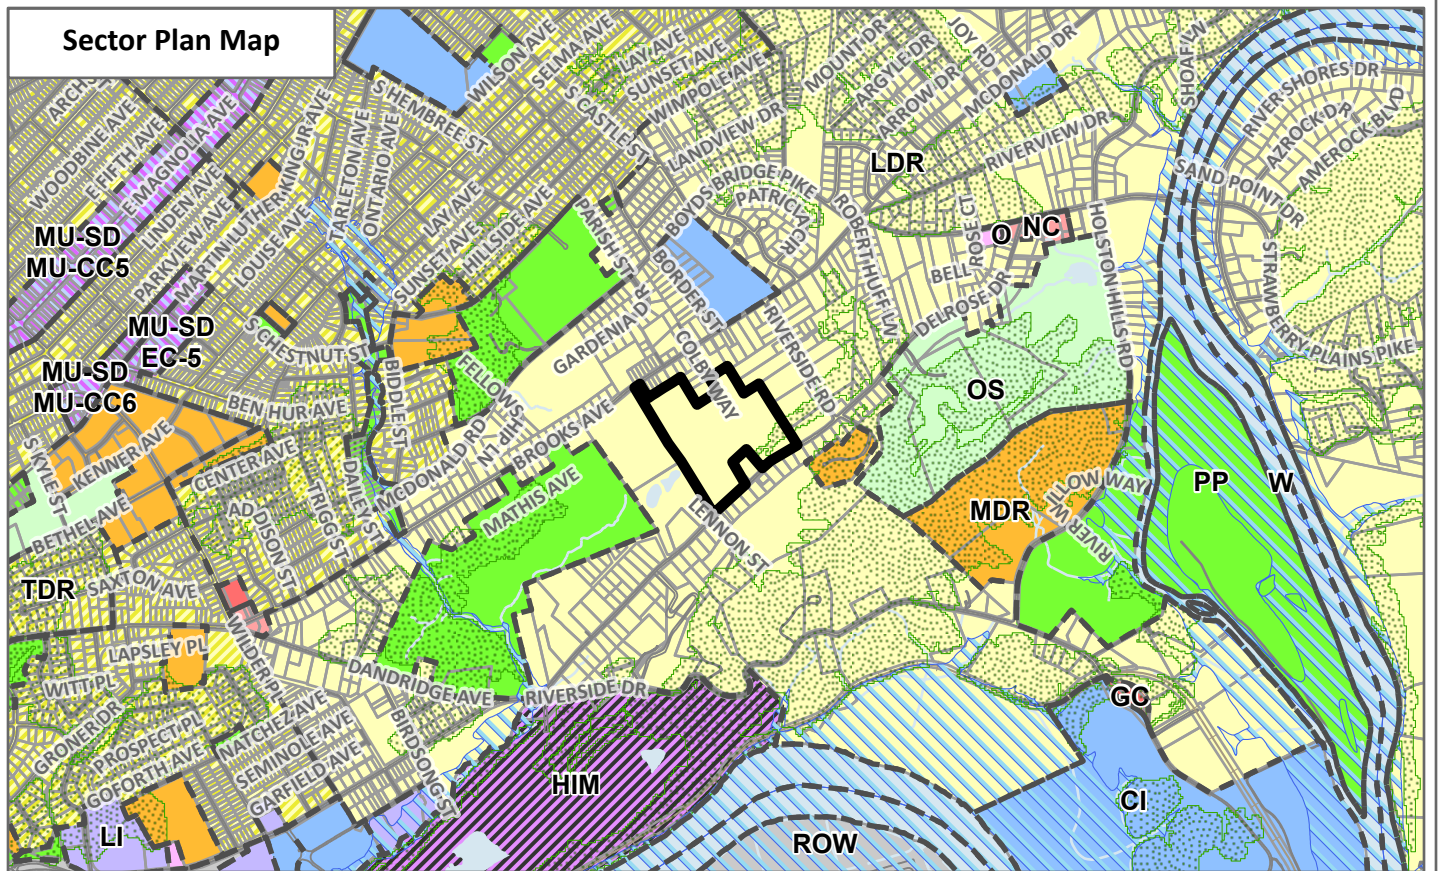 Sector Plan Map
WILSON AVE
SELMA AVE
JAY AVE
SUNSET AVE
WIMPOLE AVE
S CASTLE ST
LANDVIEW DR
MOUNT DR
ARGYLE DR
ARROW DR
JOY RD
MCDONALD DR
RIVERVIEW DR
SHOAF LN
RIVER SHORES DR
AZROCK DR
AMEROCK BLVD
SAND POINT DR
STRAWBERRY PLAINS PIKE
S HEMBREE ST
WOODBINE AVE
E FIFTH AVE
E MAGNOLIA AVE
LINDEN AVE
PARKVIEW AVE
MARTIN LUTHER KING JR AVE
LOUISE AVE
TARLETON AVE
ONTARIO AVE
JAY AVE
SUNSET AVE
HILLSIDE AVE
PARISH ST
BOYDS BRIDGE PIKE
PATRICIA CIR
BORDERS ST
ROBERT HUFF LN
LDR
ROSE CT
O
NC
BELL
DELROSE DR
HOLSTON HILLS RD
MU-SD
MU-CC5
MU-SD
EC-5
MU-SD
MU-CC6
S CHESTNUT ST
BEN HUR AVE
BIDDLE ST
FELLOWS
GARDENIA DR
COLBY WAY
RIVERSIDE RD
OS
S KYLE ST
KENNER AVE
CENTER AVE
DAILEY ST
MCDONALD RD
BROOKS AVE
MATHIS AVE
BETHEL AVE
ADDISON ST
TRIGG ST
LENNON ST
MDR
WILLOW WAY
RIVER
PP
W
TDR
SAXTON AVE
LAPSLEY PL
WILDER PL
WITT PL
GRONER DR
PROSPECT PL
GOFORTH AVE
NATCHEZ AVE
SEMINOLE AVE
GARFIELD AVE
DANDRIDGE AVE
BIRDSONG ST
RIVERSIDE DR
GC
HIM
CI
LI
ROW